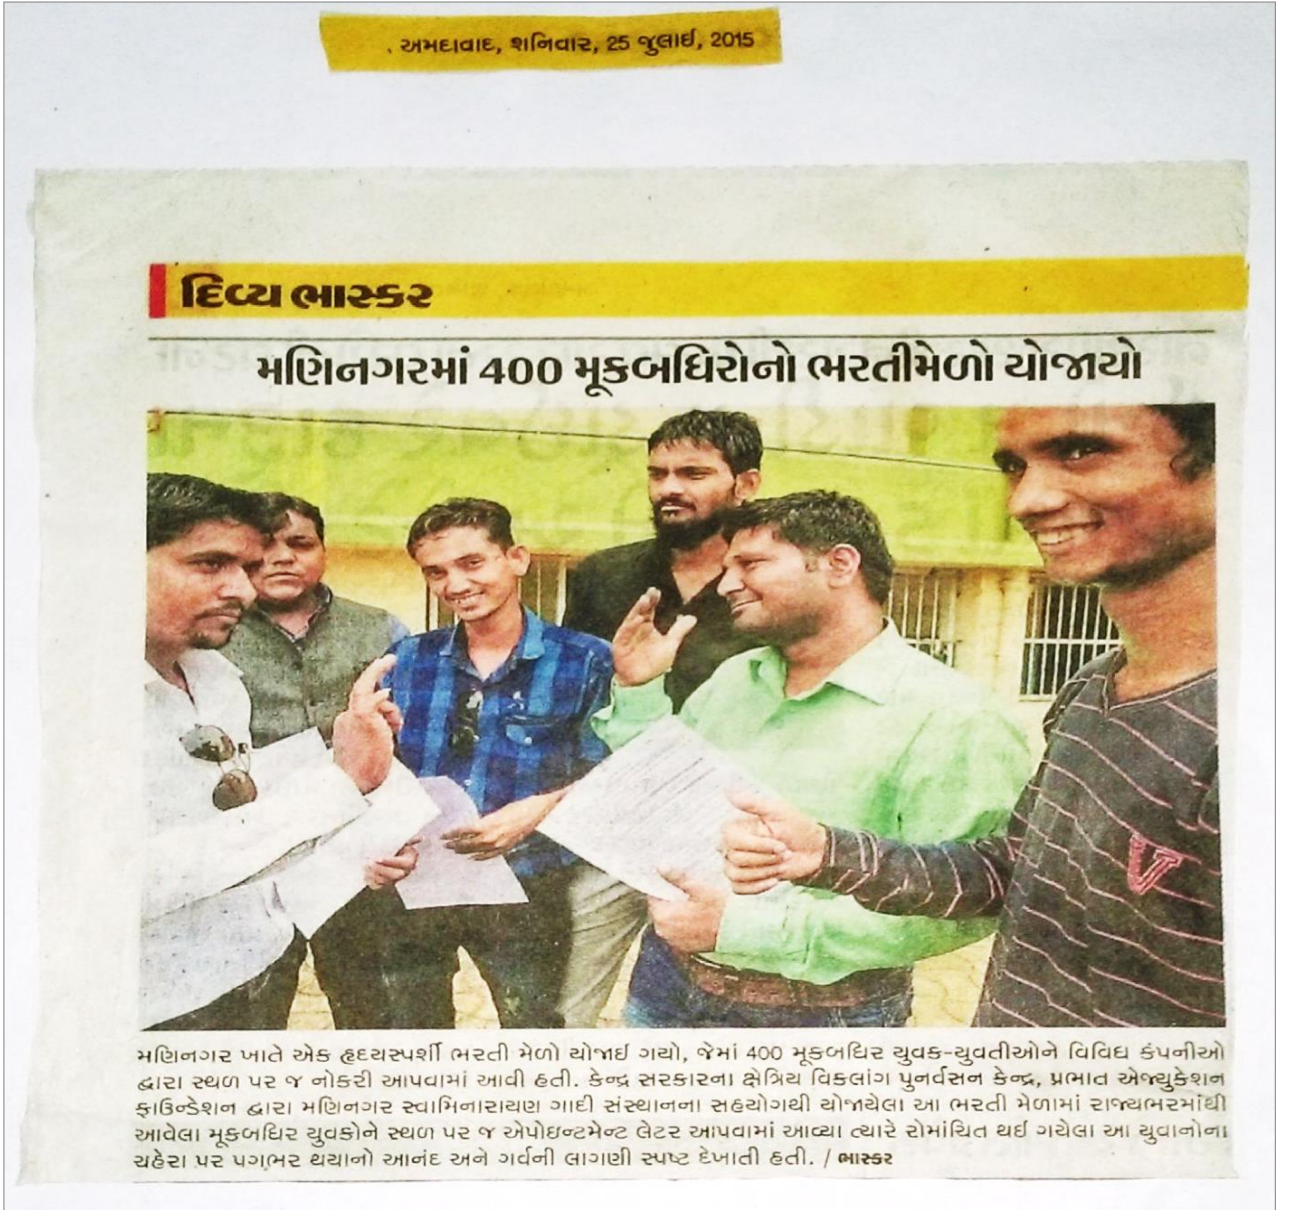 અમદાવાદ, શનિવાર, 25 જુલાઈ, 2015
દિવ્ય ભાસ્કર
મણિનગરમાં 400 મૂકબધિરોનો ભરતીમેળો યોજાયો
મણિનગર ખાતે એક હૃદયસ્પર્શી ભરતી મેળો યોજાઈ ગયો, જેમાં 400 મૂકબધિર યુવક-યુવતીઓને વિવિધ કંપનીઓ
દ્વારા સ્થળ પર જ નોકરી આપવામાં આવી હતી. કેન્દ્ર સરકારના ક્ષેત્રિય વિકલાંગ પુનર્વસન કેન્દ્ર, પ્રભાત એજ્યુકેશન
ફાઉન્ડેશન દ્વારા મણિનગર સ્વામિનારાયણ ગાદી સંસ્થાનના સહયોગથી યોજાયેલા આ ભરતી મેળામાં રાજ્યભરમાંથી
આવેલા મૂકબધિર યુવકોને સ્થળ પર જ એપોઇન્ટમેન્ટ લેટર આપવામાં આવ્યા ત્યારે રોમાંચિત થઈ ગયેલા આ યુવાનોના
ચહેરા પર પગભર થયાનો આનંદ અને ગર્વની લાગણી સ્પષ્ટ દેખાતી હતી. / ભાસ્કર